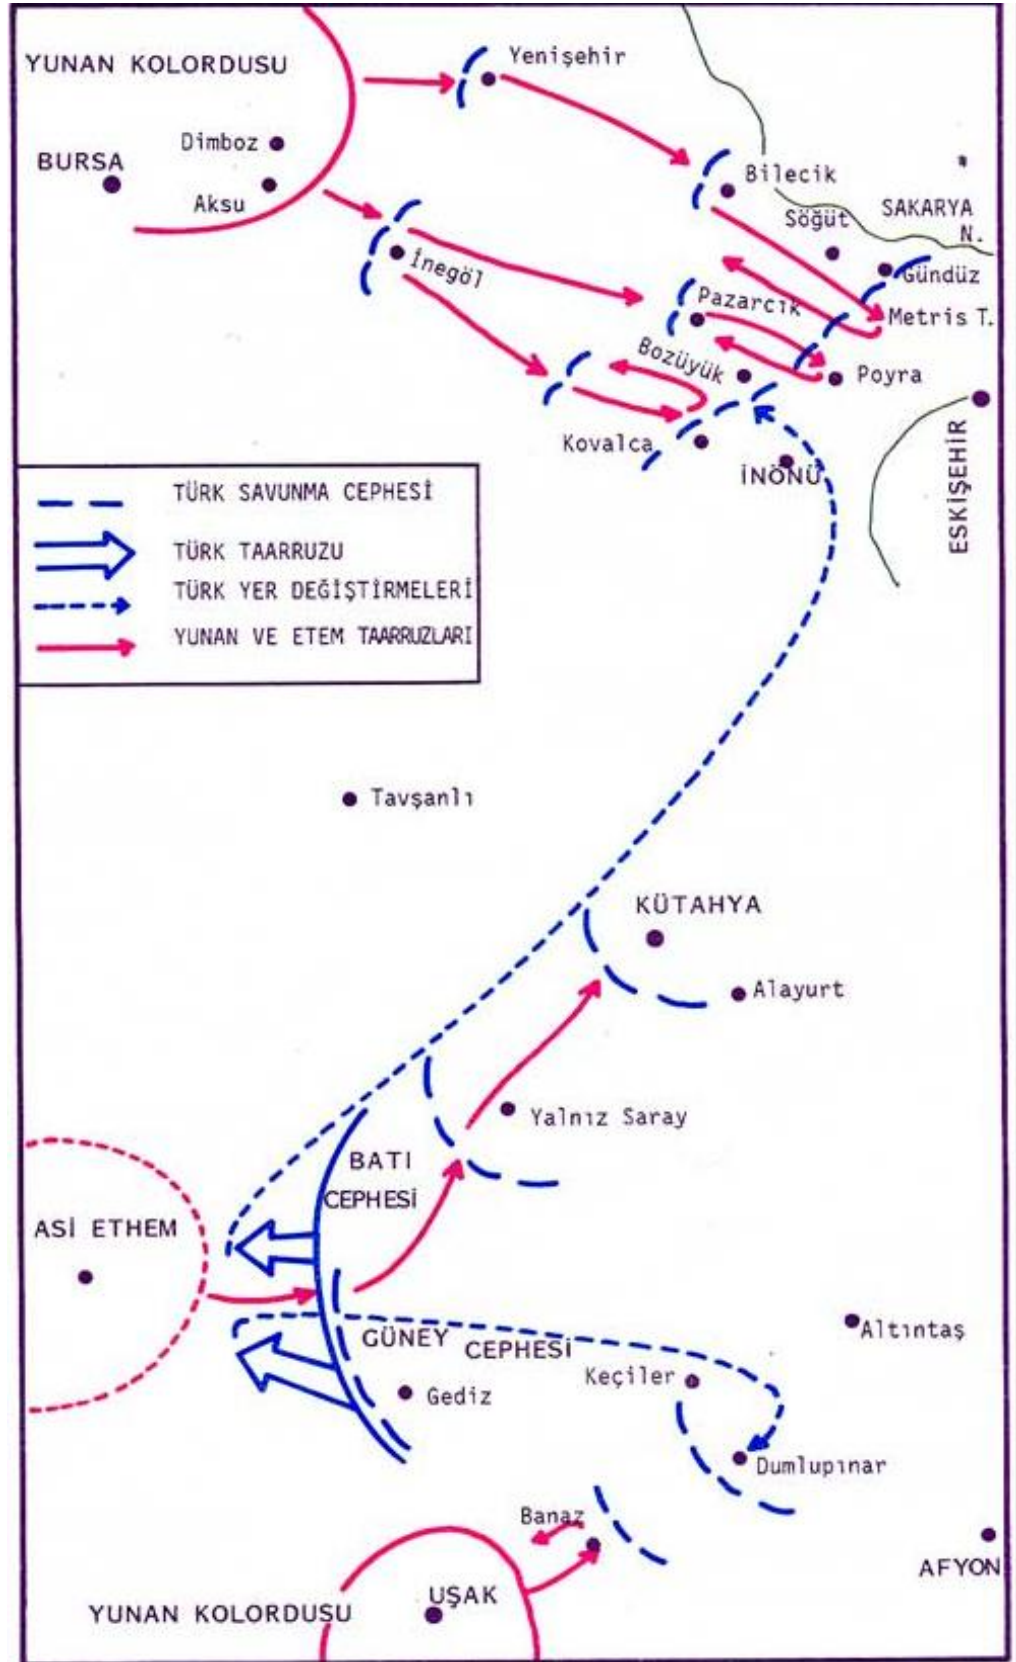 YUNAN KOLORDUSU
Yenişehir
Dimboz
BURSA
Aksu
Bilecik
Söğüt
SAKARYA
N.
İnegöl
Gündüz
Pazarcık
Metris T.
Bozüyük
Poyra
Kovalca
İNÖNÜ
ESKİŞEHİR
TÜRK SAVUNMA CEPHESİ
TÜRK TAARRUZU
TÜRK YER DEĞİŞTİRMELERİ
YUNAN VE ETEM TAARRUZLARI
Tavşanlı
KÜTAHYA
Alayurt
Yalnız Saray
BATI
CEPHESİ
ASİ ETHEM
GÜNEY CEPHESİ
Altıntaş
Keçiler
Gediz
Dumlupınar
Banaz
AFYON
UŞAK
YUNAN KOLORDUSU